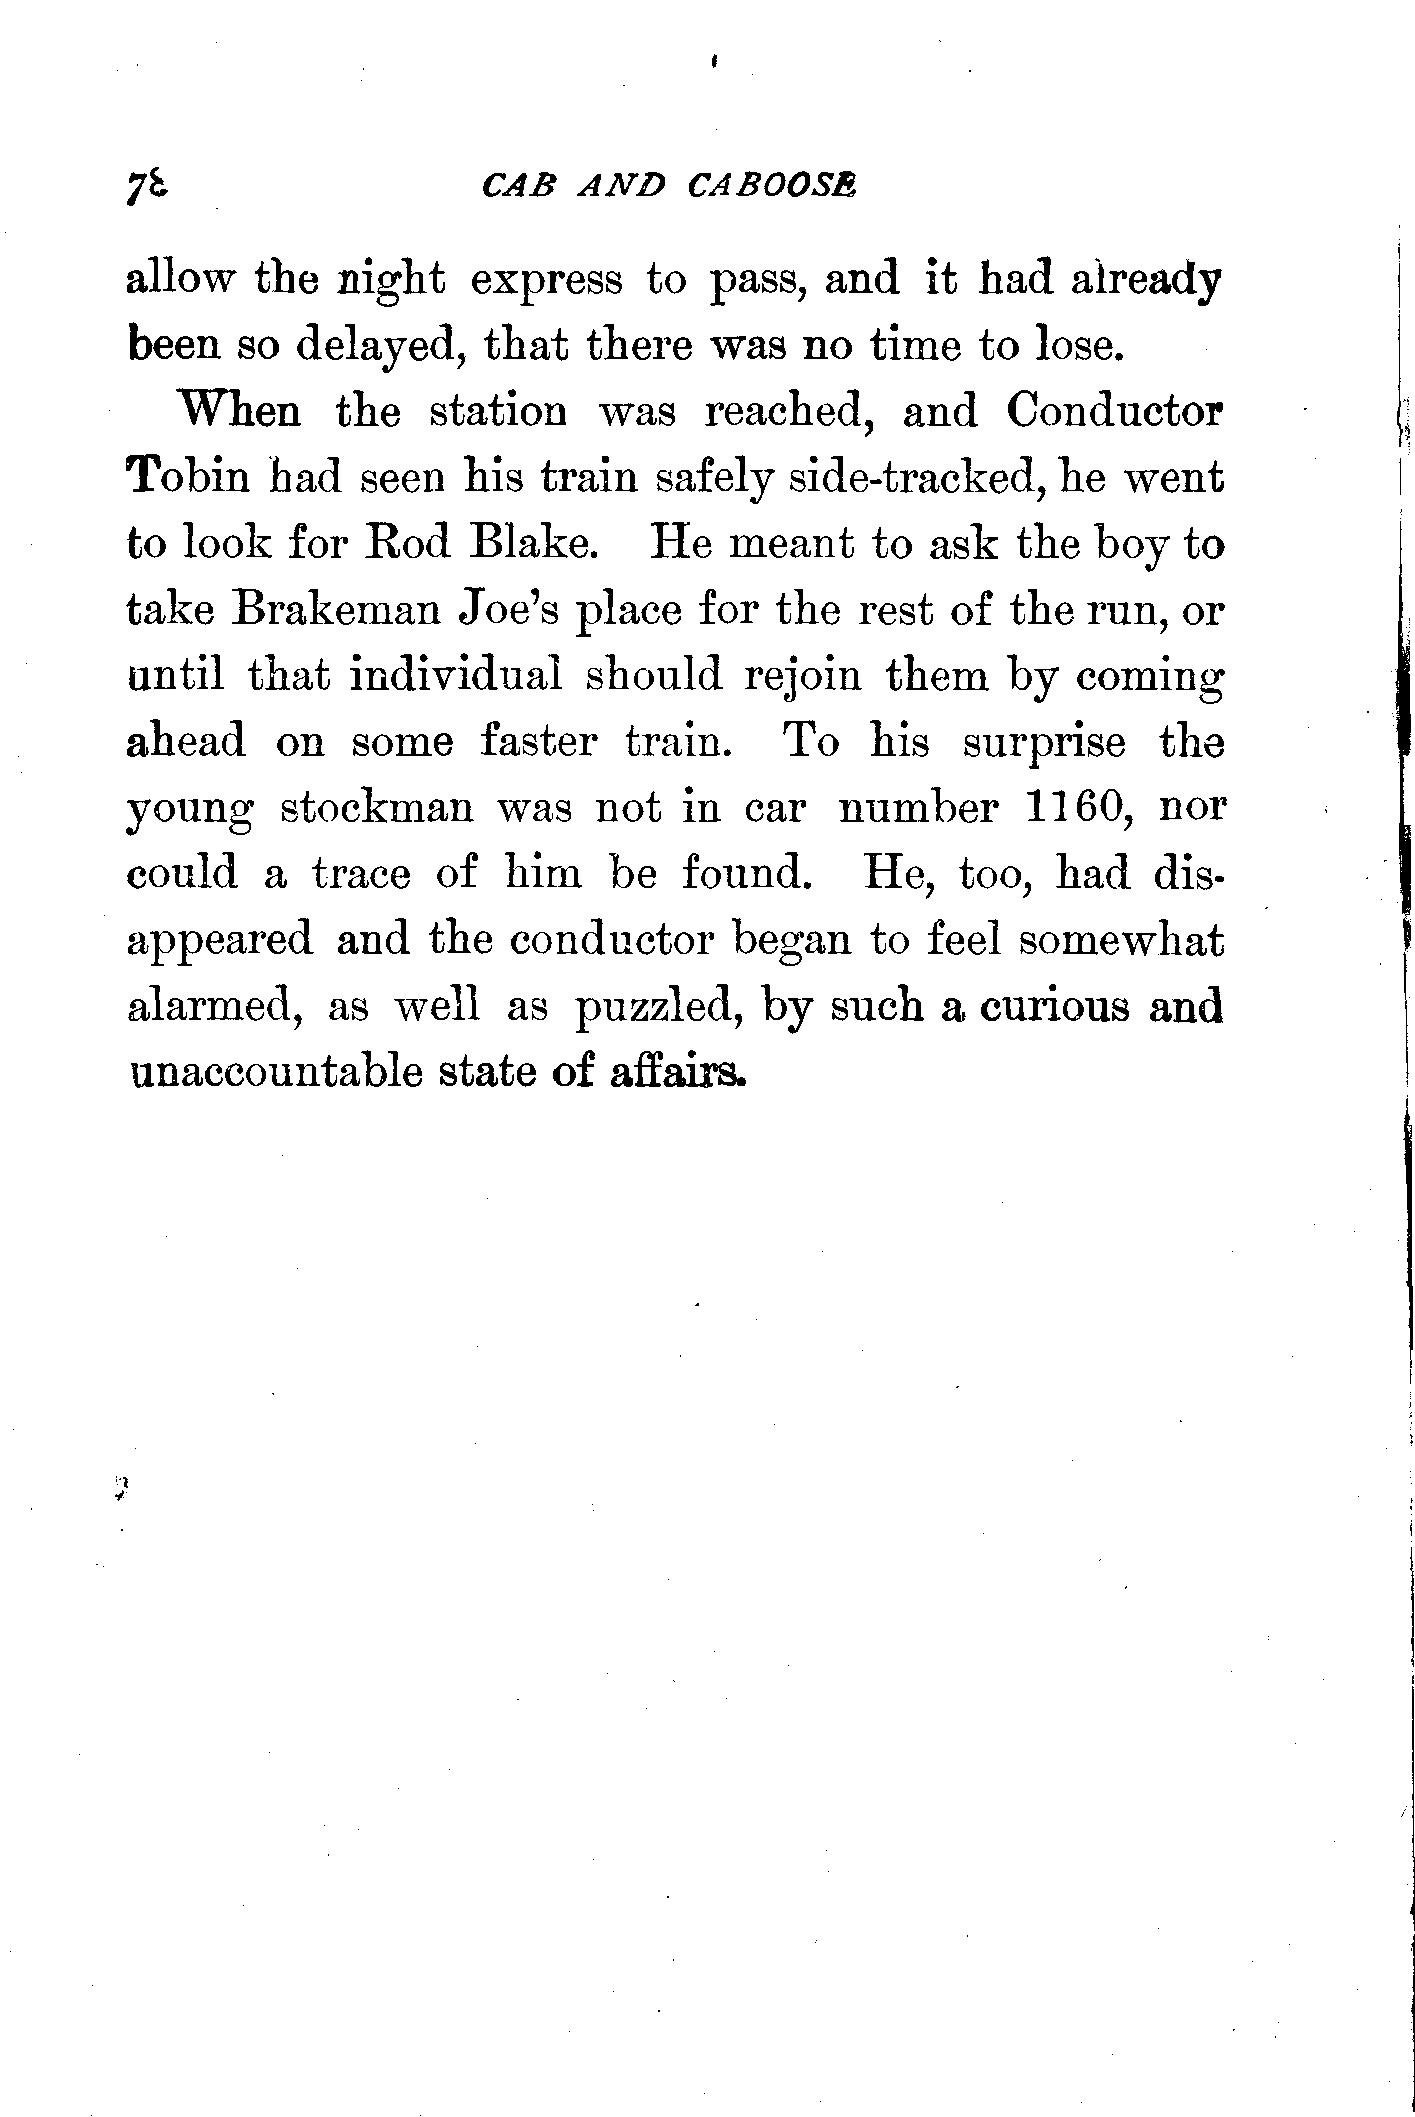 78 CAB AND CABOOSE
allow the night express to pass, and it had already
been so delayed, that there was no time to lose.
When the station was reached, and Conductor
Tobin had seen his train safely side-tracked, he went
to look for Rod Blake. He meant to ask the boy to
take Brakeman Joe's place for the rest of the run, or
until that individual should rejoin them by coming
ahead on some faster train. To his surprise the
young stockman was not in car number 1160, nor
could a trace of him be found. He, too, had dis-
appeared and the conductor began to feel somewhat
alarmed, as well as puzzled, by such a curious and
unaccountable state of affairs.